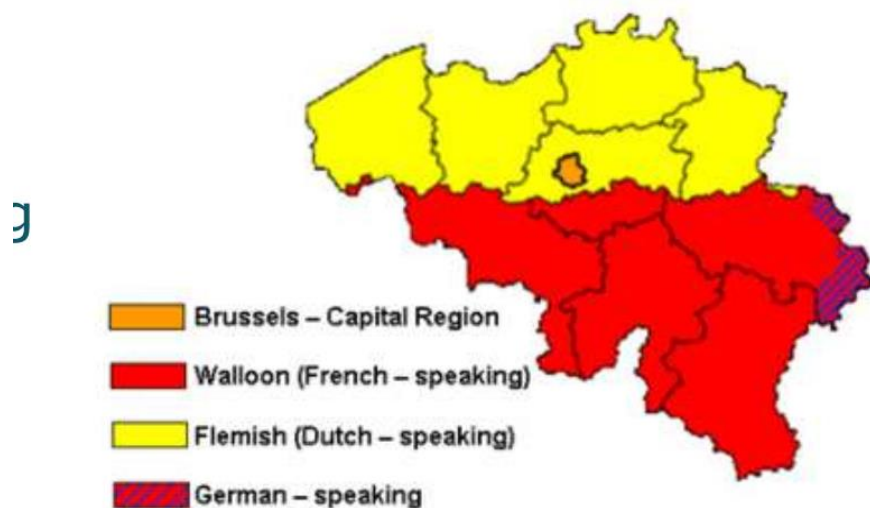 g
Brussels – Capital Region
Walloon (French – speaking)
Flemish (Dutch – speaking)
German – speaking